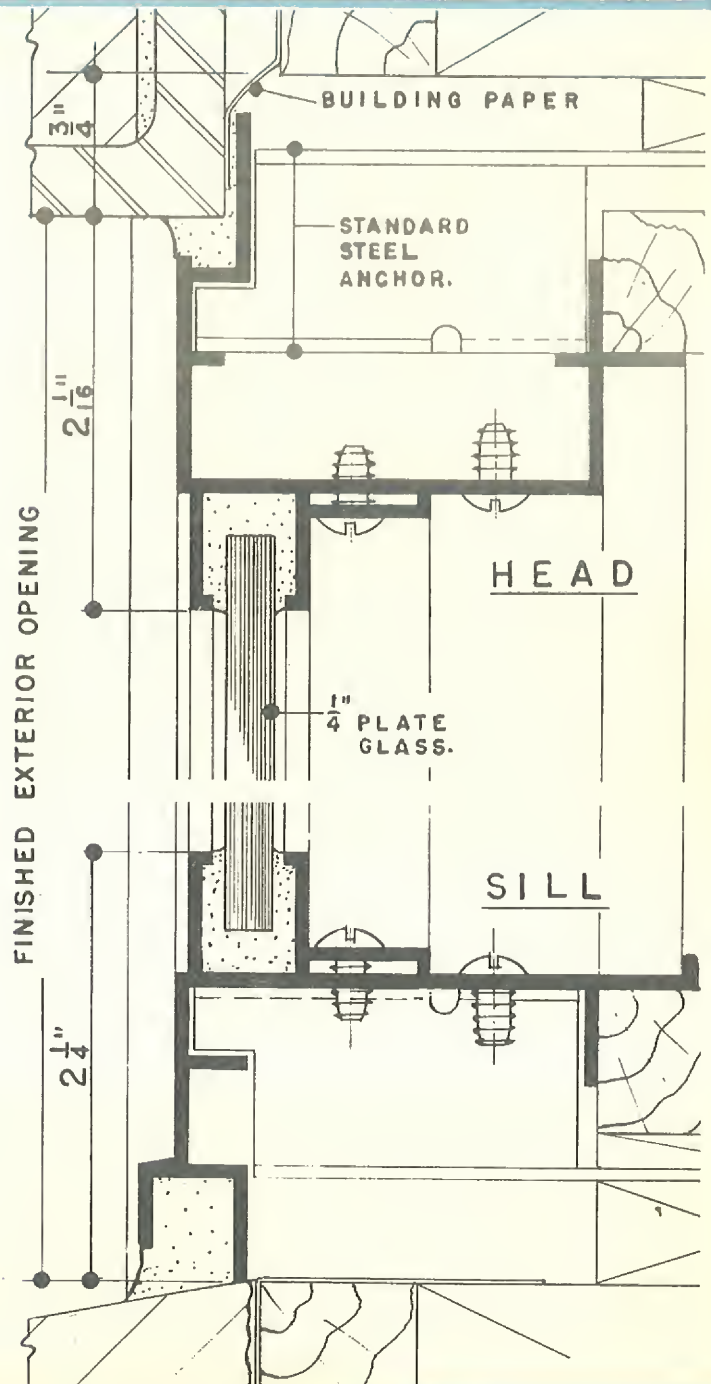 3/4"
BUILDING PAPER
STANDARD
STEEL
ANCHOR.
2 1/16"
HEAD
FINISHED EXTERIOR OPENING
1/4" PLATE
GLASS.
SILL
2 1/4"